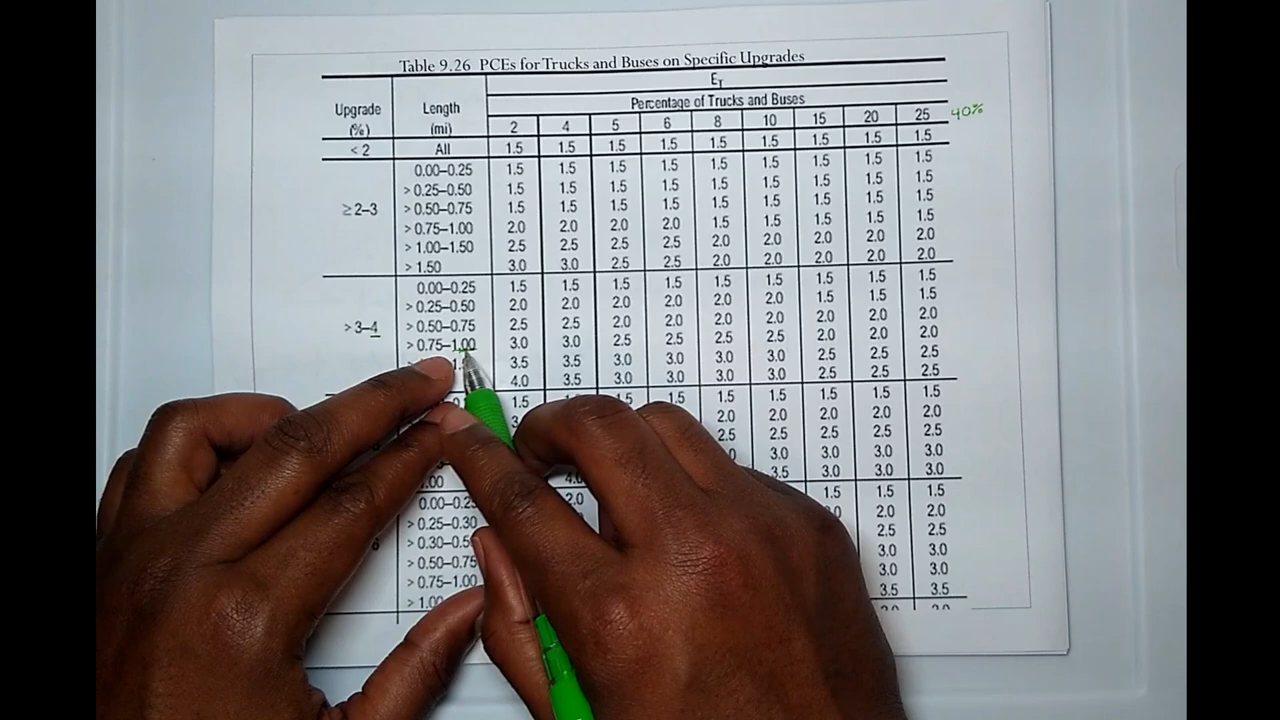 Table 9.26 PCEs for Trucks and Buses on Specific Upgrades
E_T
Percentage of Trucks and Buses
Upgrade (%) Length (mi) 2 4 5 6 8 10 15 20 25 40%
< 2 All 1.5 1.5 1.5 1.5 1.5 1.5 1.5 1.5 1.5
0.00–0.25 1.5 1.5 1.5 1.5 1.5 1.5 1.5 1.5 1.5
> 0.25–0.50 1.5 1.5 1.5 1.5 1.5 1.5 1.5 1.5 1.5
≥ 2–3 > 0.50–0.75 1.5 1.5 1.5 1.5 1.5 1.5 1.5 1.5 1.5
> 0.75–1.00 2.0 2.0 2.0 2.0 1.5 1.5 1.5 1.5 1.5
> 1.00–1.50 2.5 2.5 2.5 2.5 2.0 2.0 2.0 2.0 2.0
> 1.50 3.0 3.0 2.5 2.5 2.0 2.0 2.0 2.0 2.0
0.00–0.25 1.5 1.5 1.5 1.5 1.5 1.5 1.5 1.5 1.5
> 0.25–0.50 2.0 2.0 2.0 2.0 2.0 2.0 1.5 1.5 1.5
> 3–4 > 0.50–0.75 2.5 2.5 2.0 2.0 2.0 2.0 2.0 2.0 2.0
> 0.75–1.00 3.0 3.0 2.5 2.5 2.5 2.5 2.0 2.0 2.0
3.5 3.5 3.0 3.0 3.0 3.0 2.5 2.5 2.5
4.0 3.5 3.0 3.0 3.0 3.0 2.5 2.5 2.5
1.5 1.5 1.5 1.5 1.5 1.5 1.5 1.5
2.0 2.0 2.0 2.0 2.0
2.5 2.5 2.5 2.5 2.5
3.0 3.0 3.0 3.0
3.5 3.0 3.0 3.0
0.00–0.25 2.0 1.5 1.5 1.5
> 0.25–0.30 2.0 2.0
> 0.30–0.5 2.5 2.5
> 0.50–0.75 3.0 3.0
> 0.75–1.00 3.0 3.0
> 1.00 3.5 3.5